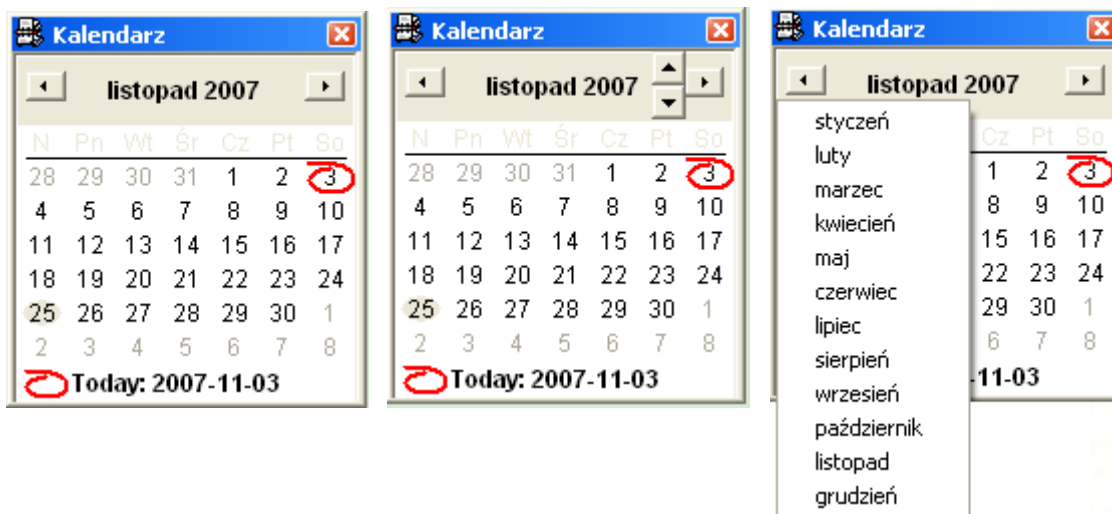 Kalendarz
listopad 2007
N Pn Wt Śr Cz Pt So
28 29 30 31 1 2 3
4 5 6 7 8 9 10
11 12 13 14 15 16 17
18 19 20 21 22 23 24
25 26 27 28 29 30 1
2 3 4 5 6 7 8
Today: 2007-11-03
Kalendarz
listopad 2007
N Pn Wt Śr Cz Pt So
28 29 30 31 1 2 3
4 5 6 7 8 9 10
11 12 13 14 15 16 17
18 19 20 21 22 23 24
25 26 27 28 29 30 1
2 3 4 5 6 7 8
Today: 2007-11-03
Kalendarz
listopad 2007
styczeń
luty
marzec
kwiecień
maj
czerwiec
lipiec
sierpień
wrzesień
październik
listopad
grudzień
Cz Pt So
1 2 3
8 9 10
15 16 17
22 23 24
29 30 1
6 7 8
-11-03